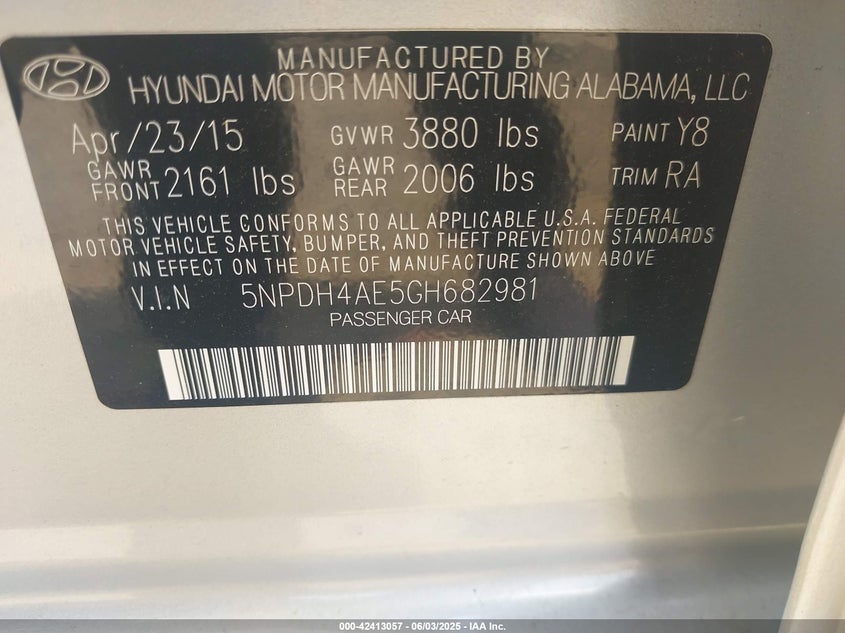 MANUFACTURED BY
HYUNDAI MOTOR MANUFACTURING ALABAMA, LLC
Apr/23/15 GVWR 3880 lbs PAINT Y8
GAWR FRONT 2161 lbs GAWR REAR 2006 lbs TRIM RA
THIS VEHICLE CONFORMS TO ALL APPLICABLE U.S.A. FEDERAL
MOTOR VEHICLE SAFETY, BUMPER, AND THEFT PREVENTION STANDARDS
IN EFFECT ON THE DATE OF MANUFACTURE SHOWN ABOVE
V.I.N 5NPDH4AE5GH682981
PASSENGER CAR
000-42413057 - 06/03/2025 - IAA Inc.